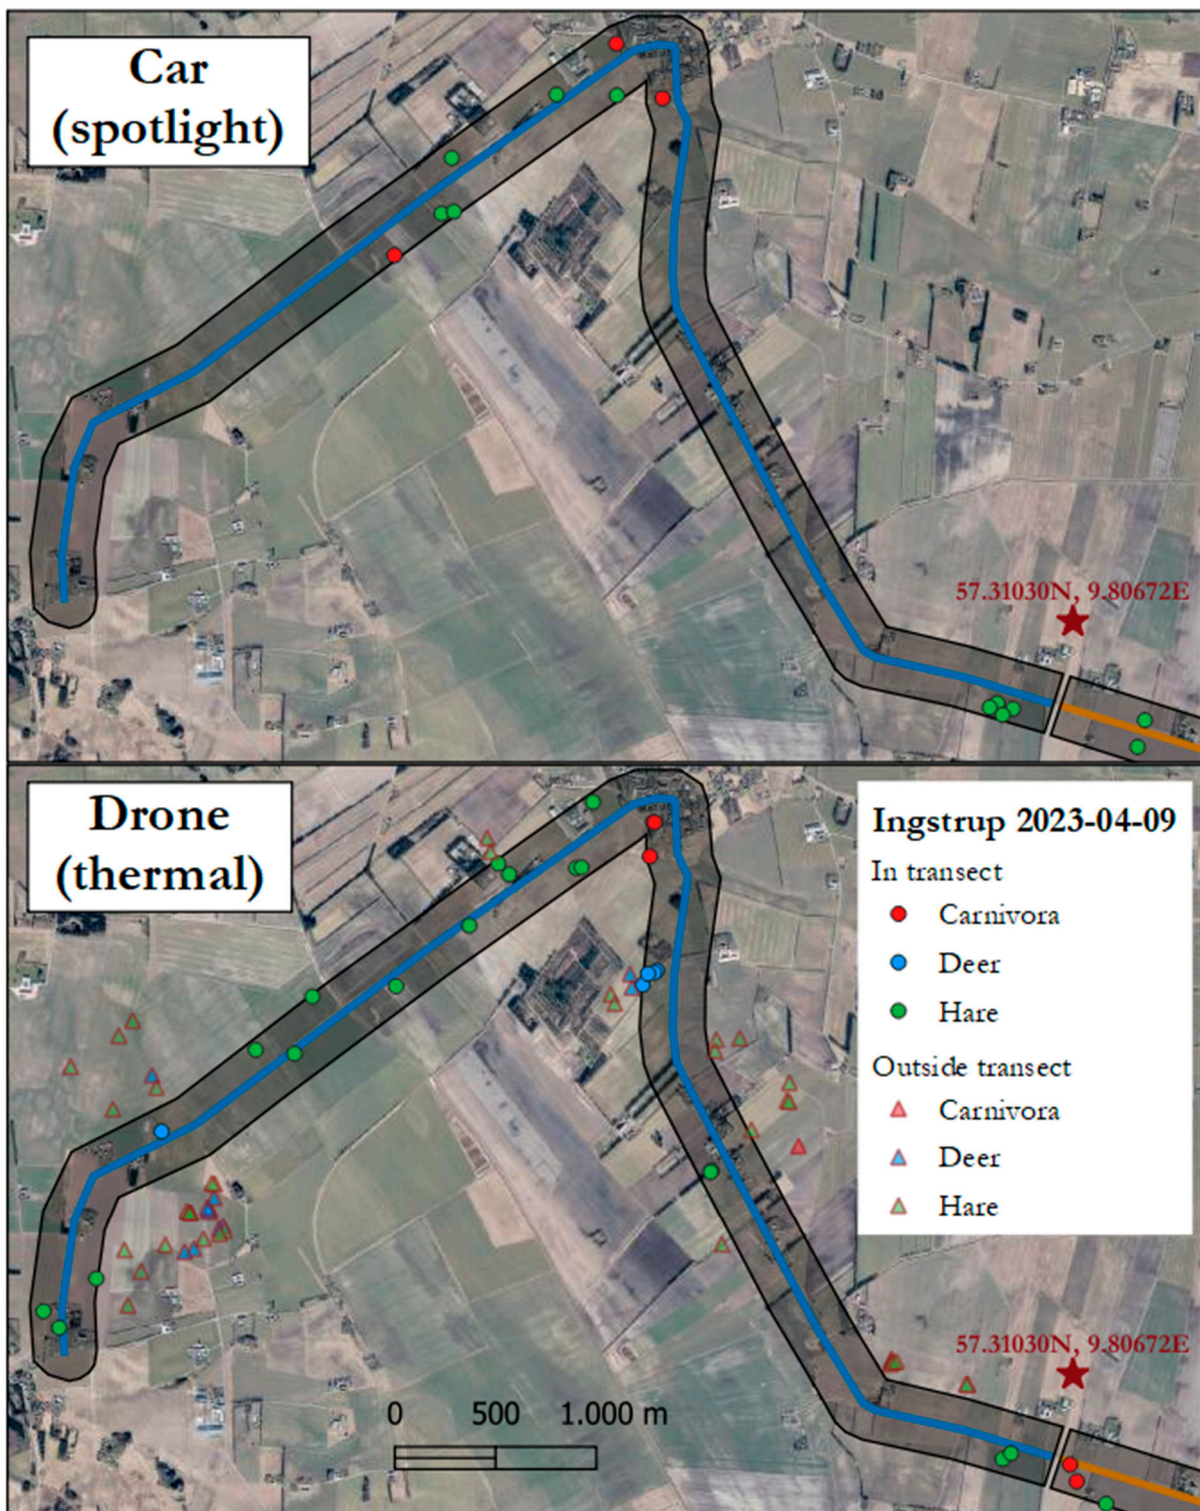 Car
(spotlight)
57.31030N, 9.80672E
Drone
(thermal)
Ingstrup 2023-04-09
In transect
Carnivora
Deer
Hare
Outside transect
Carnivora
Deer
Hare
57.31030N, 9.80672E
0 500 1.000 m